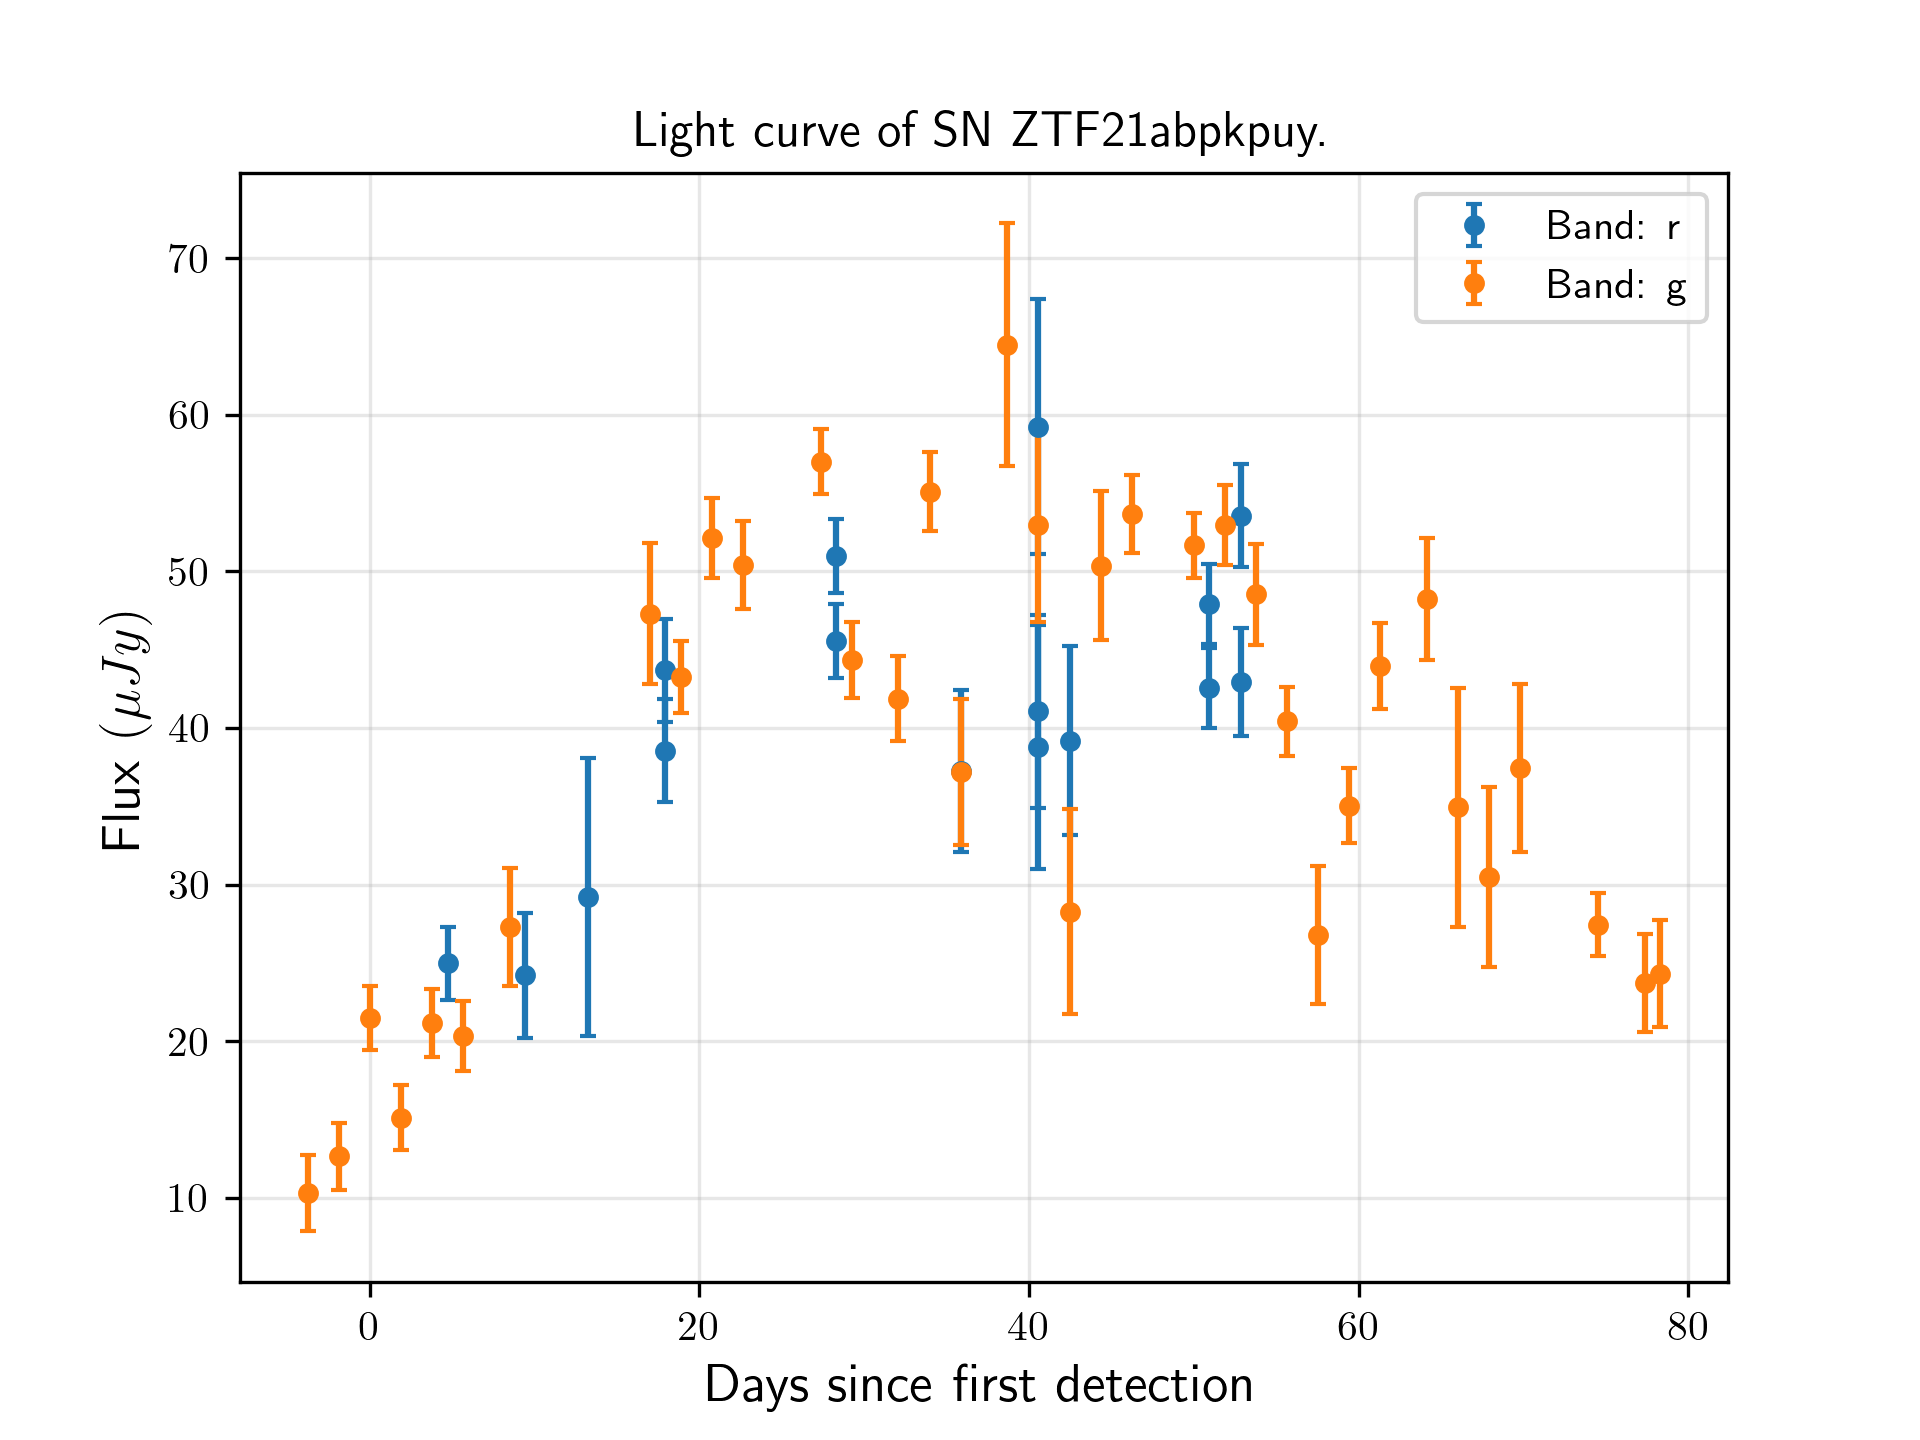 Light curve of SN ZTF21abpkpuy.
Band: r
Band: g
70
60
50
40
30
20
10
Flux (μJy)
0 20 40 60 80
Days since first detection